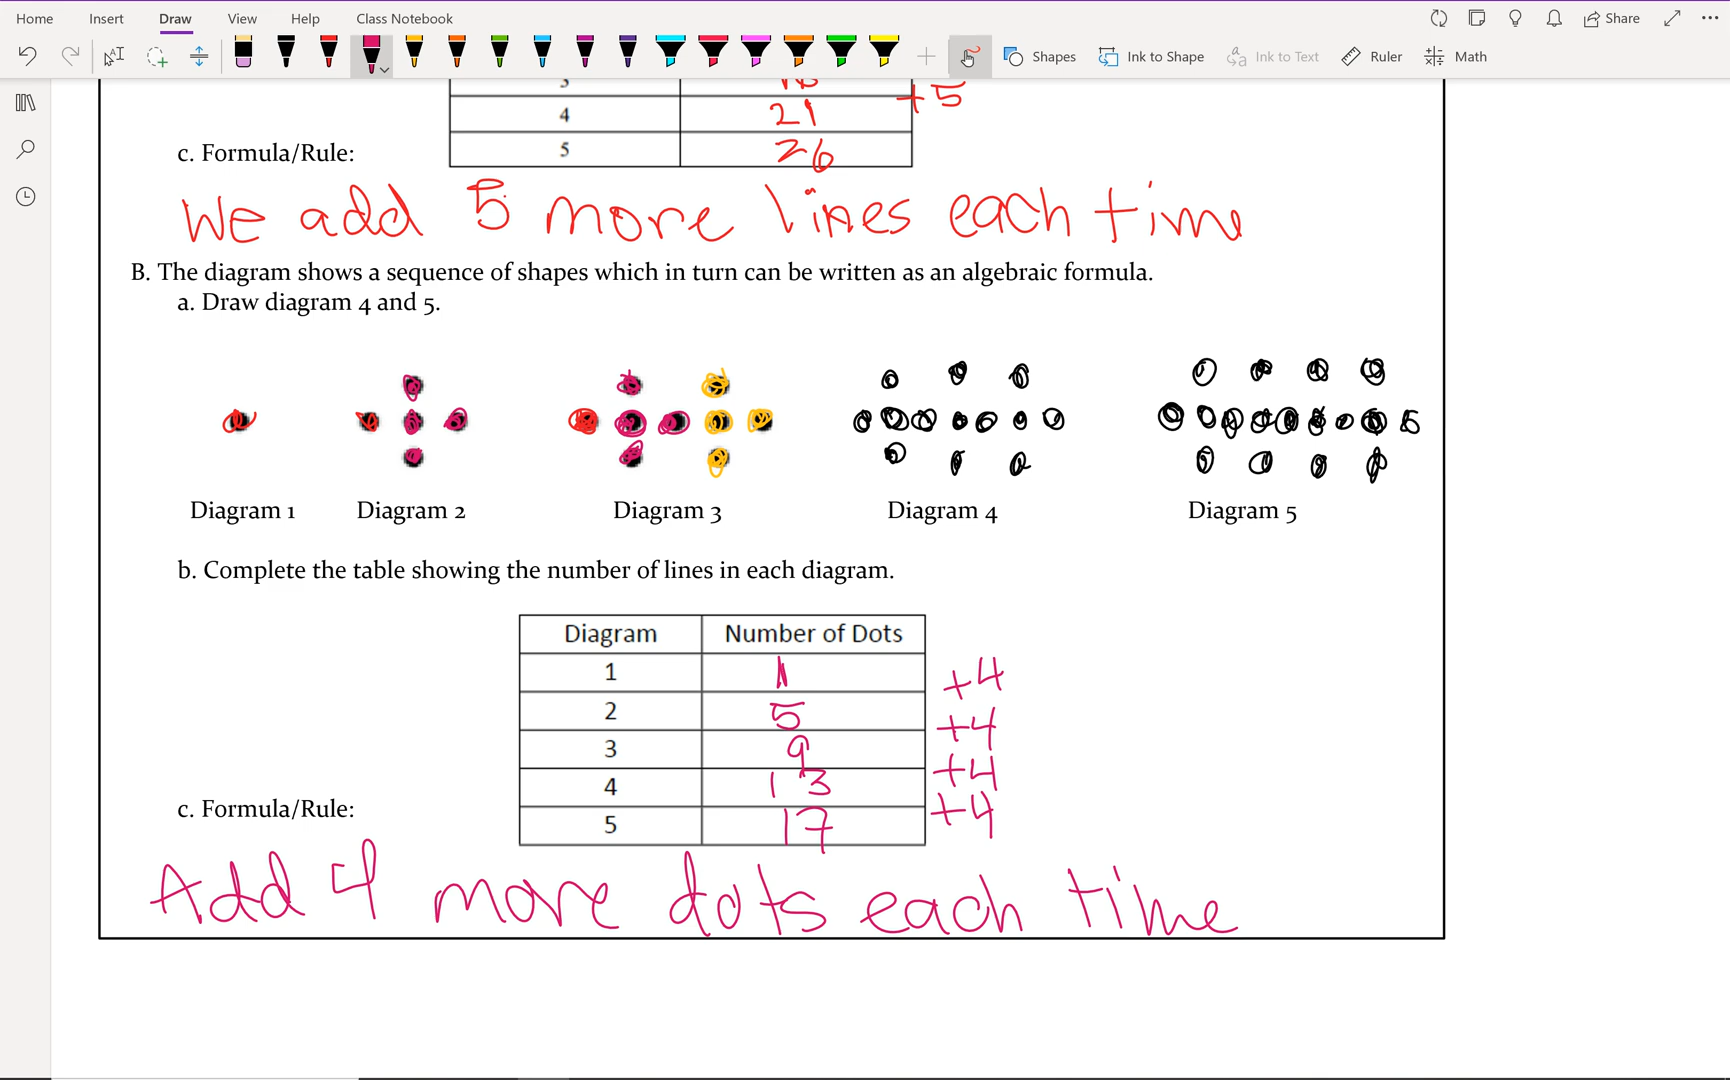 Home Insert Draw View Help Class Notebook Share
Shapes Ink to Shape Ink to Text Ruler Math
3 +5
4 21
5 26
c. Formula/Rule:
We add 5 more lines each time
B. The diagram shows a sequence of shapes which in turn can be written as an algebraic formula.
a. Draw diagram 4 and 5.
Diagram 1 Diagram 2 Diagram 3 Diagram 4 Diagram 5
b. Complete the table showing the number of lines in each diagram.
Diagram Number of Dots
1 1 +4
2 5 +4
3 9 +4
4 13 +4
5 17
c. Formula/Rule:
Add 4 more dots each time